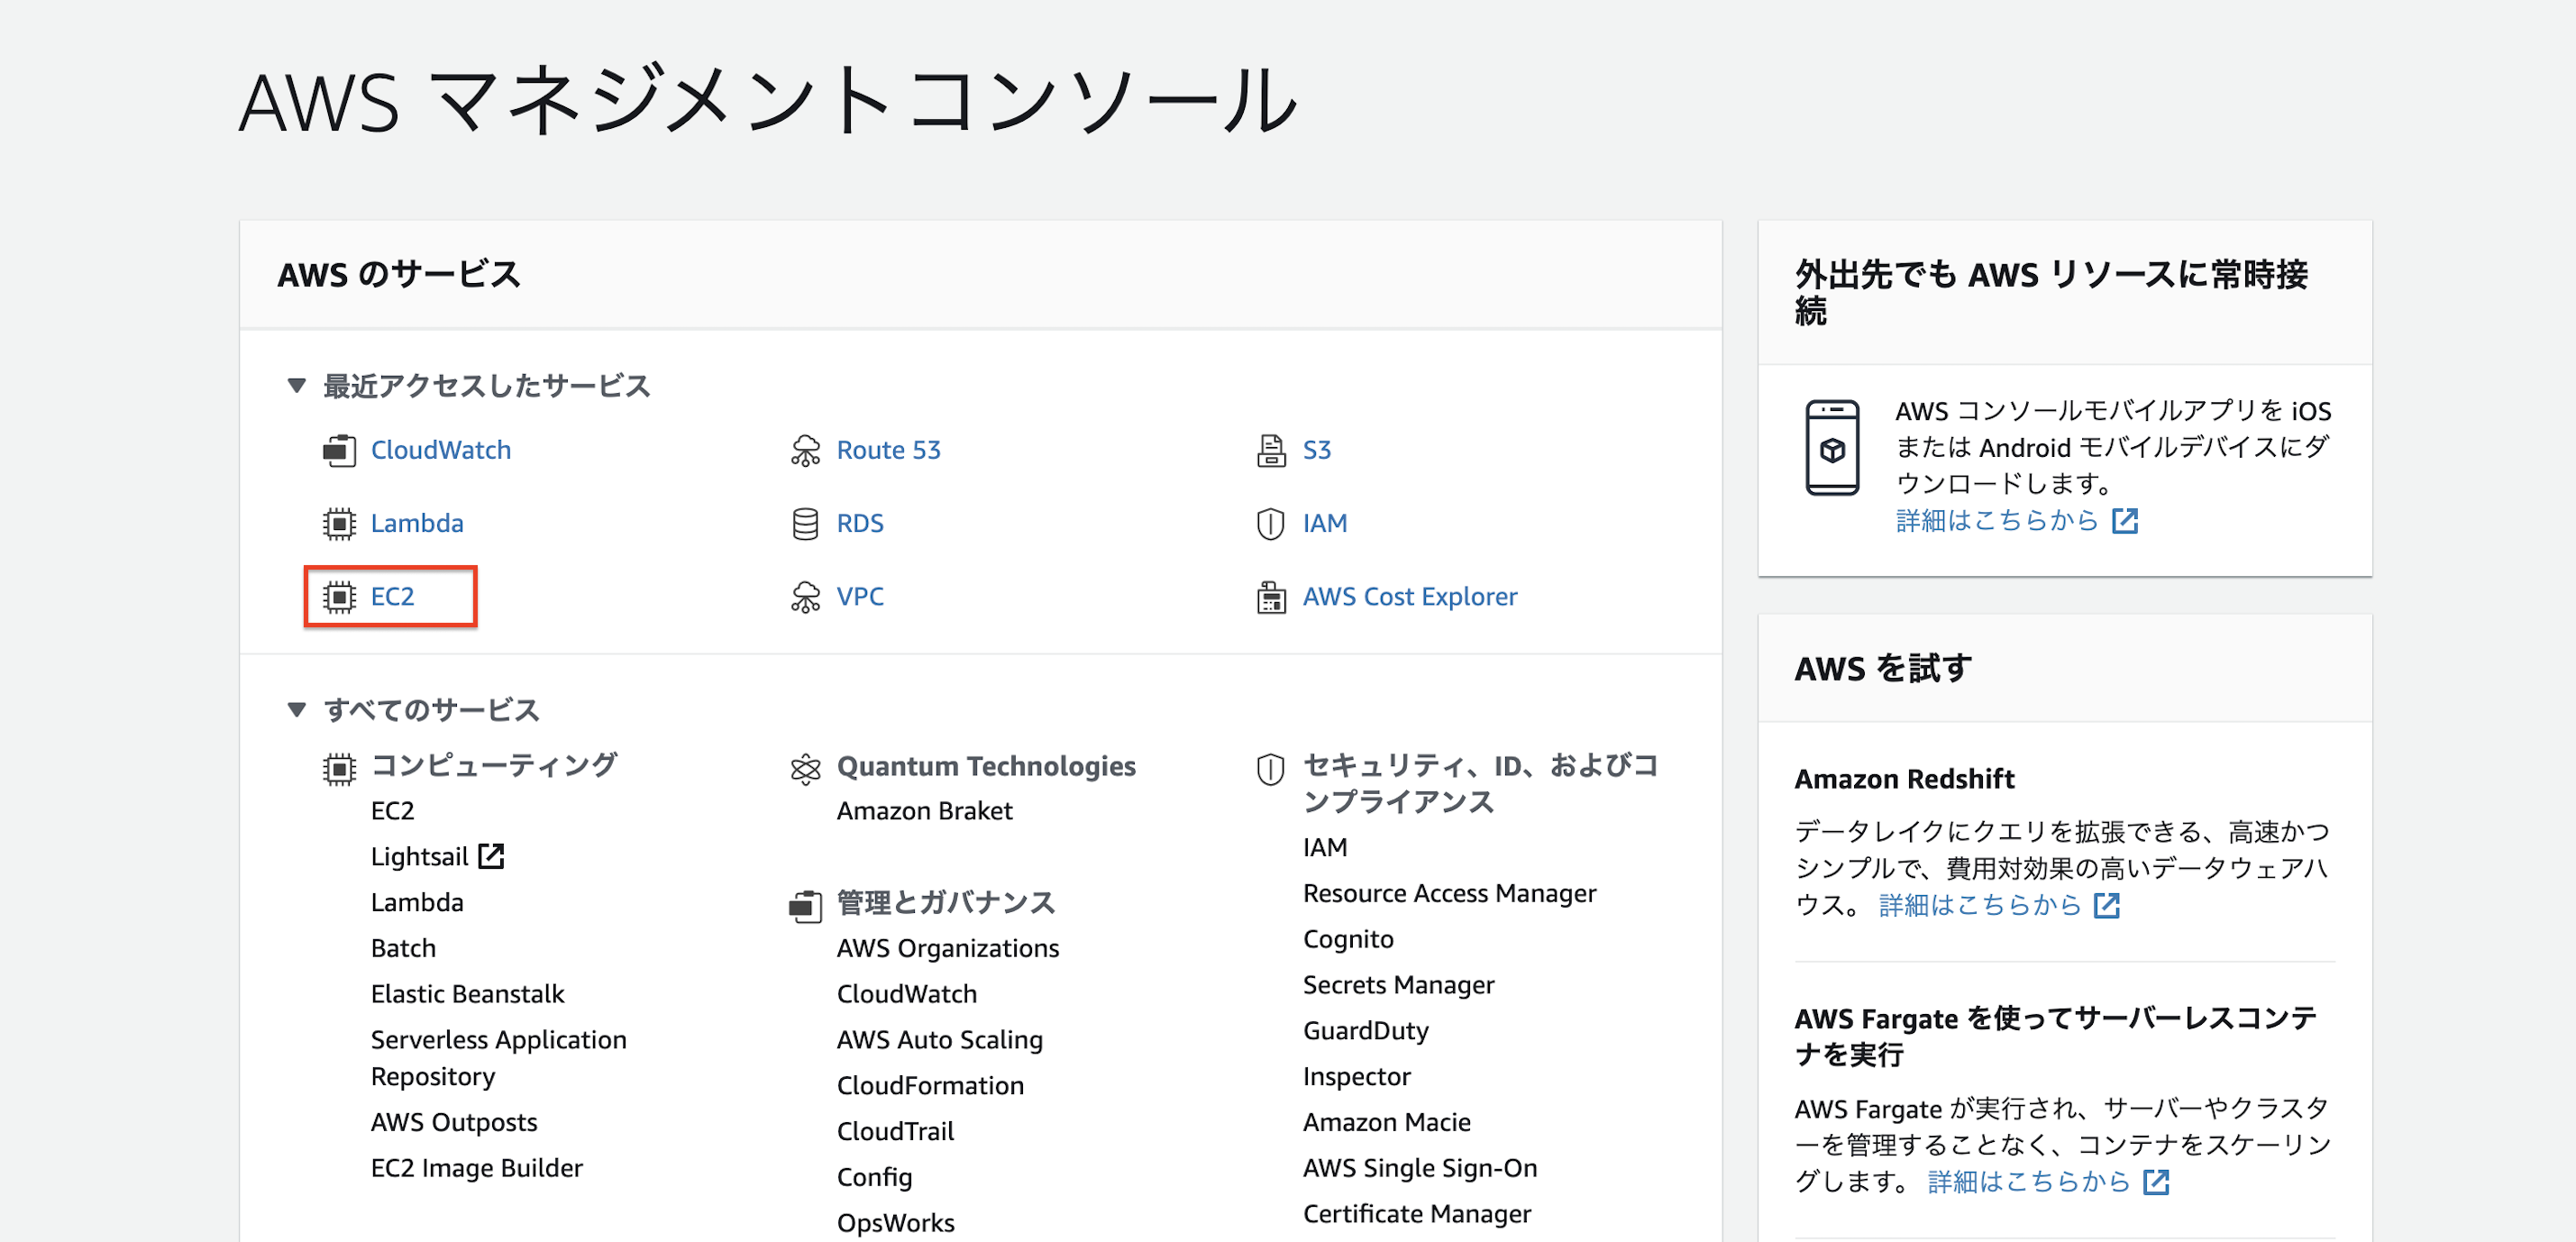 AWS マネジメントコンソール
AWS のサービス
▼ 最近アクセスしたサービス
CloudWatch
Route 53
S3
Lambda
RDS
IAM
EC2
VPC
AWS Cost Explorer
▼ すべてのサービス
コンピューティング
EC2
Lightsail
Lambda
Batch
Elastic Beanstalk
Serverless Application
Repository
AWS Outposts
EC2 Image Builder
Quantum Technologies
Amazon Braket
管理とガバナンス
AWS Organizations
CloudWatch
AWS Auto Scaling
CloudFormation
CloudTrail
Config
OpsWorks
セキュリティ、ID、およびコ
ンプライアンス
IAM
Resource Access Manager
Cognito
Secrets Manager
GuardDuty
Inspector
Amazon Macie
AWS Single Sign-On
Certificate Manager
外出先でも AWS リソースに常時接
続
AWS コンソールモバイルアプリを iOS
または Android モバイルデバイスにダ
ウンロードします。
詳細はこちらから
AWS を試す
Amazon Redshift
データレイクにクエリを拡張できる、高速かつ
シンプルで、費用対効果の高いデータウェアハ
ウス。 詳細はこちらから
AWS Fargate を使ってサーバーレスコンテ
ナを実行
AWS Fargate が実行され、サーバーやクラスタ
ーを管理することなく、コンテナをスケーリン
グします。 詳細はこちらから